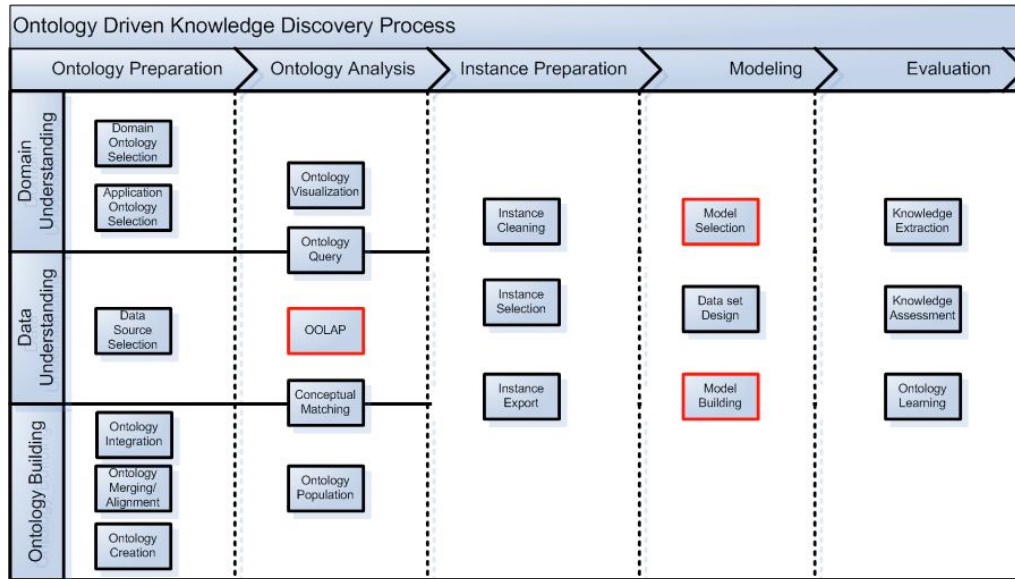 Ontology Driven Knowledge Discovery Process
Ontology Preparation
Ontology Analysis
Instance Preparation
Modeling
Evaluation
Domain
Understanding
Domain
Ontology
Selection
Application
Ontology
Selection
Ontology
Visualization
Ontology
Query
Instance
Cleaning
Model
Selection
Knowledge
Extraction
Data
Understanding
Data
Source
Selection
OOLAP
Conceptual
Matching
Instance
Selection
Data set
Design
Knowledge
Assessment
Instance
Export
Model
Building
Ontology
Learning
Ontology Building
Ontology
Integration
Ontology
Merging/
Alignment
Ontology
Creation
Ontology
Population